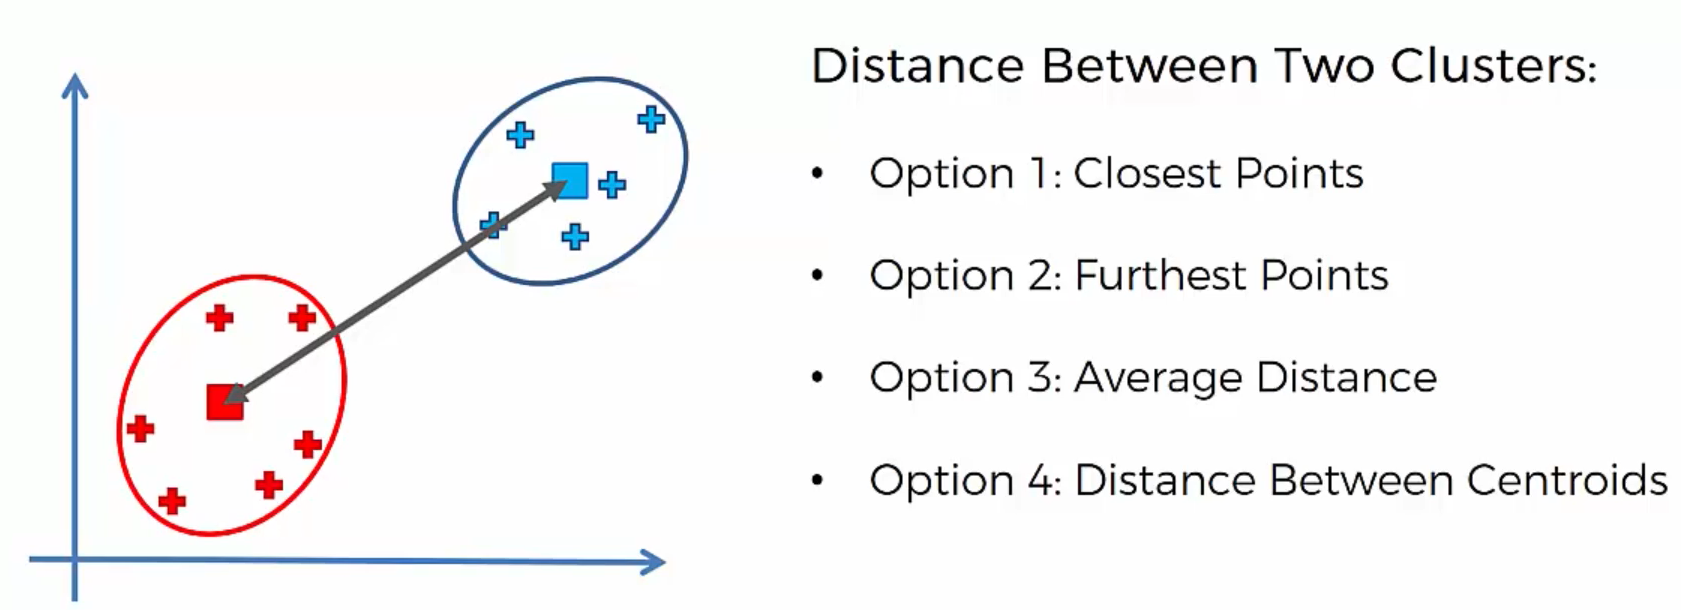 Distance Between Two Clusters:
• Option 1: Closest Points
• Option 2: Furthest Points
• Option 3: Average Distance
• Option 4: Distance Between Centroids